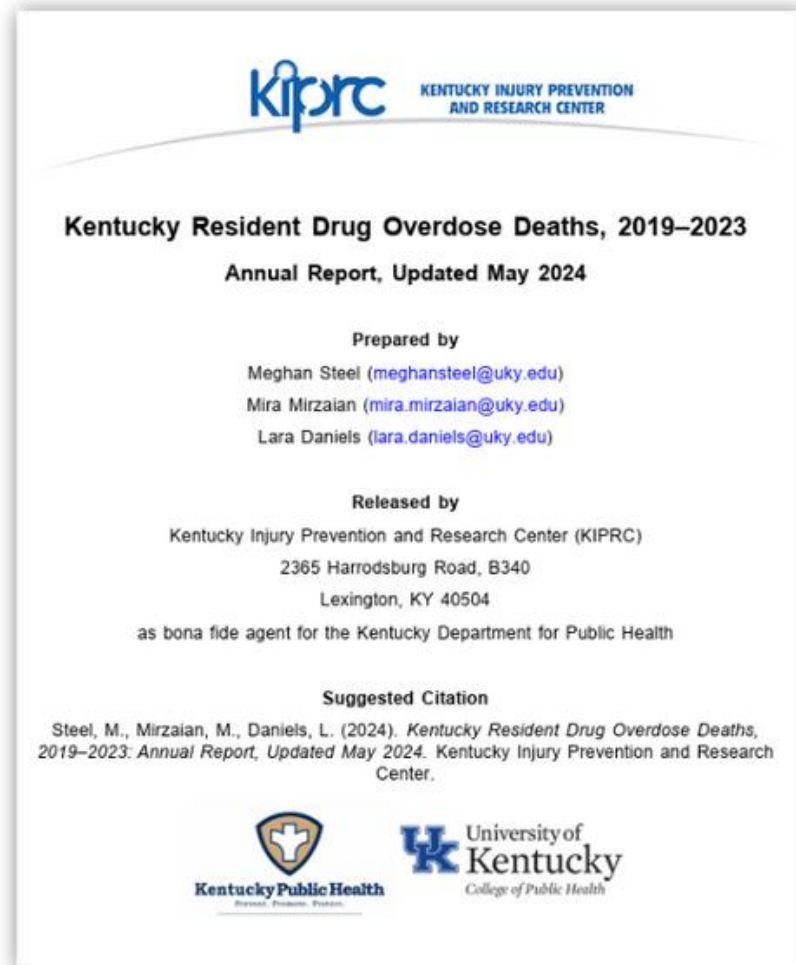 kiprc KENTUCKY INJURY PREVENTION
AND RESEARCH CENTER
Kentucky Resident Drug Overdose Deaths, 2019–2023
Annual Report, Updated May 2024
Prepared by
Meghan Steel (meghansteel@uky.edu)
Mira Mirzaian (mira.mirzaian@uky.edu)
Lara Daniels (lara.daniels@uky.edu)
Released by
Kentucky Injury Prevention and Research Center (KIPRC)
2365 Harrodsburg Road, B340
Lexington, KY 40504
as bona fide agent for the Kentucky Department for Public Health
Suggested Citation
Steel, M., Mirzaian, M., Daniels, L. (2024). Kentucky Resident Drug Overdose Deaths,
2019–2023: Annual Report, Updated May 2024. Kentucky Injury Prevention and Research
Center.
Kentucky Public Health
Prevent. Promote. Protect.
UK University of
Kentucky
College of Public Health